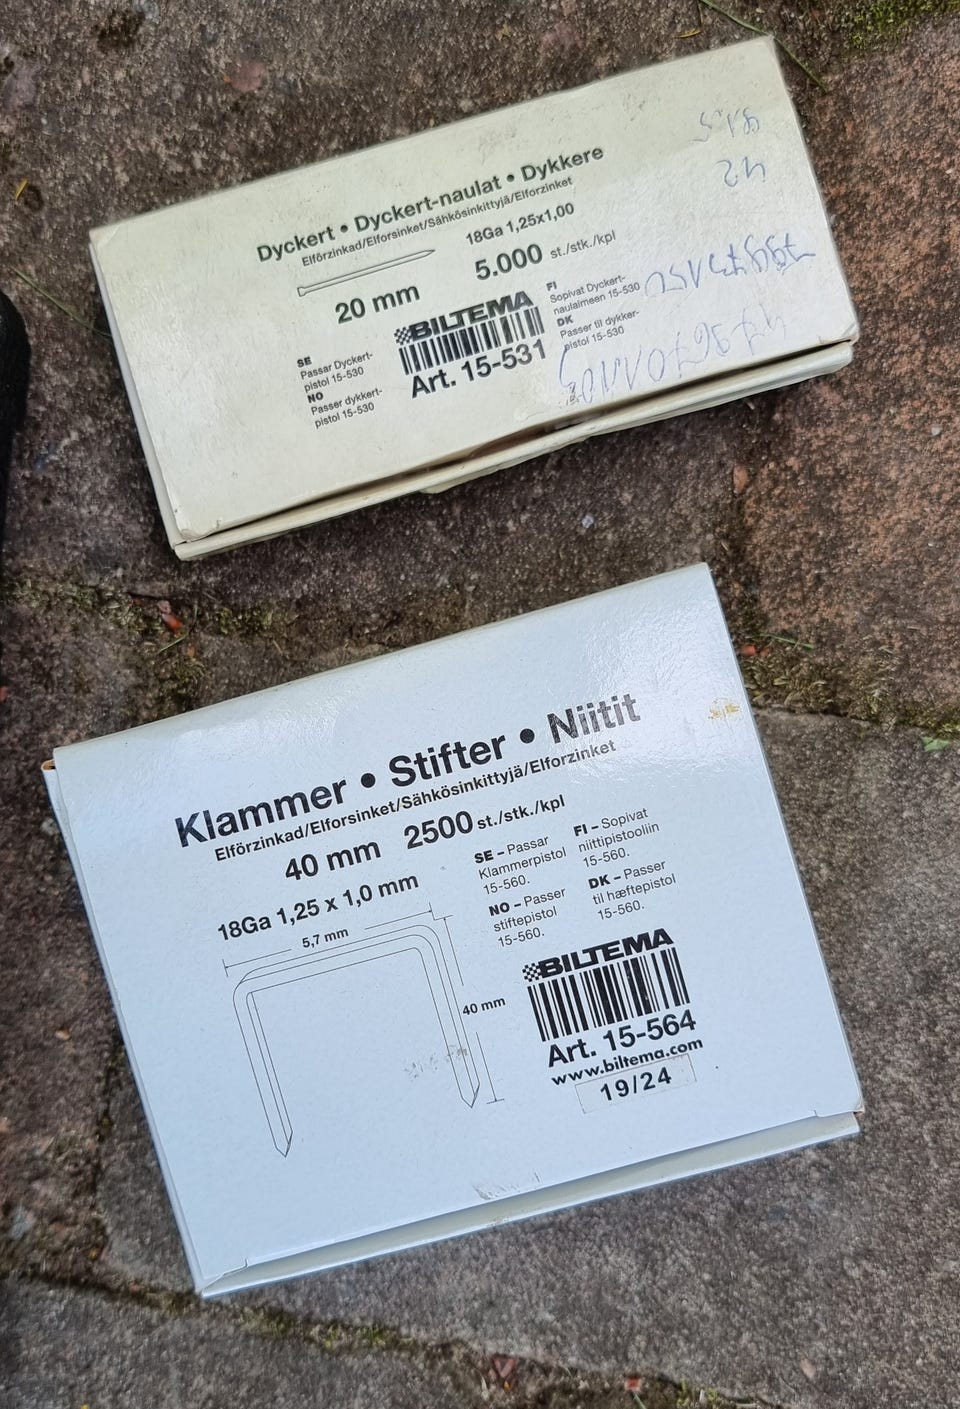 Dyckert • Dyckert-naulat • Dykkere
Elförzinkad/Elforsinket/Sähkösinkittyjä/Elforzinket
18Ga 1,25x1,00
20 mm
5.000 st./stk./kpl
SE
Passar Dyckert-
pistol 15-530
NO
Passer dykkert-
pistol 15-530
BILTEMA
Art. 15-531
FI
Sopivat Dyckert-
naulaimeen 15-530
DK
Passer til dykker-
pistol 15-530
42
Klammer • Stifter • Niitit
Elförzinkad/Elforsinket/Sähkösinkittyjä/Elforzinket
40 mm 2500 st./stk./kpl
18Ga 1,25 x 1,0 mm
5,7 mm
40 mm
SE – Passar
Klammerpistol
15-560.
NO – Passer
stiftepistol
15-560.
FI – Sopivat
niittipistooliin
15-560.
DK – Passer
til hæftepistol
15-560.
BILTEMA
Art. 15-564
www.biltema.com
19/24